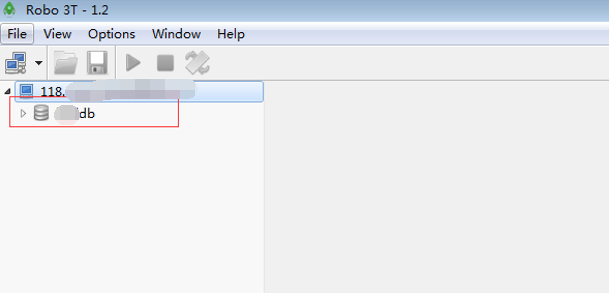 Robo 3T - 1.2
File View Options Window Help
118.
db